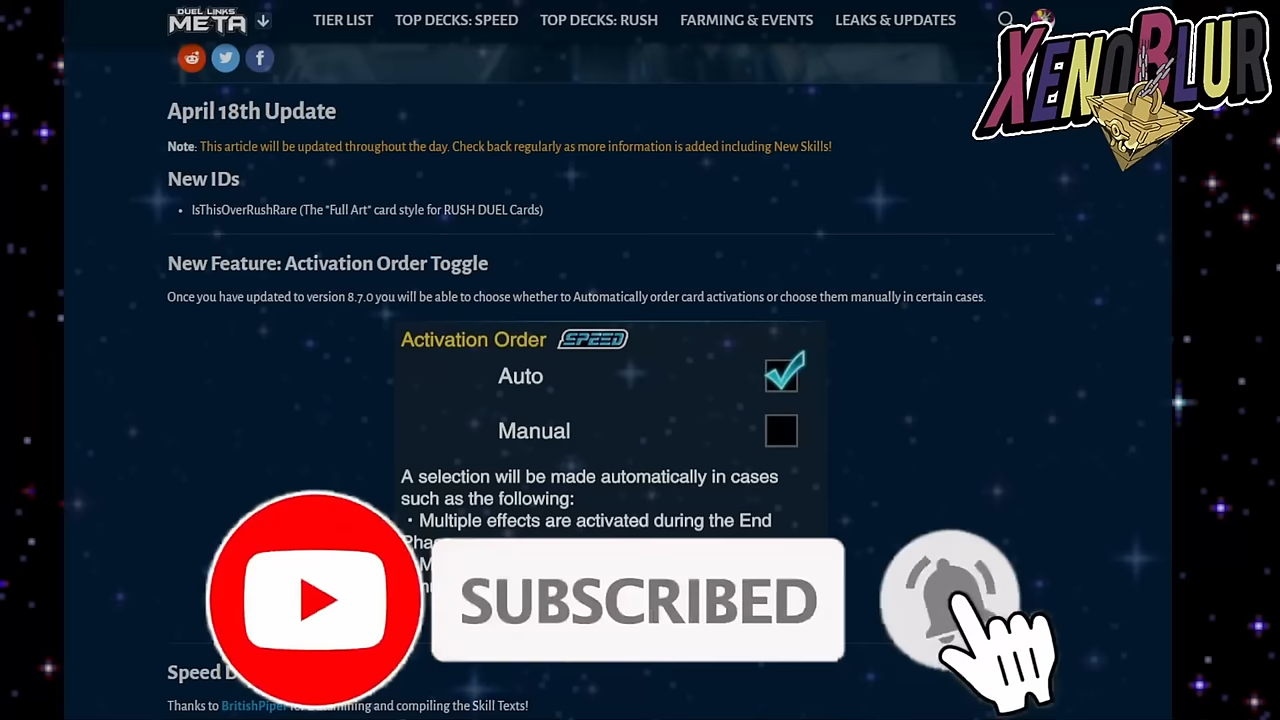 DUEL LINKS
META
TIER LIST
TOP DECKS: SPEED
TOP DECKS: RUSH
FARMING & EVENTS
LEAKS & UPDATES
XENOBLUR
April 18th Update
Note: This article will be updated throughout the day. Check back regularly as more information is added including New Skills!
New IDs
• IsThisOverRushRare (The "Full Art" card style for RUSH DUEL Cards)
New Feature: Activation Order Toggle
Once you have updated to version 8.7.0 you will be able to choose whether to Automatically order card activations or choose them manually in certain cases.
Activation Order SPEED
Auto
Manual
A selection will be made automatically in cases
such as the following:
・Multiple effects are activated during the End
SUBSCRIBED
Speed
Thanks to BritishPiper for datamining and compiling the Skill Texts!